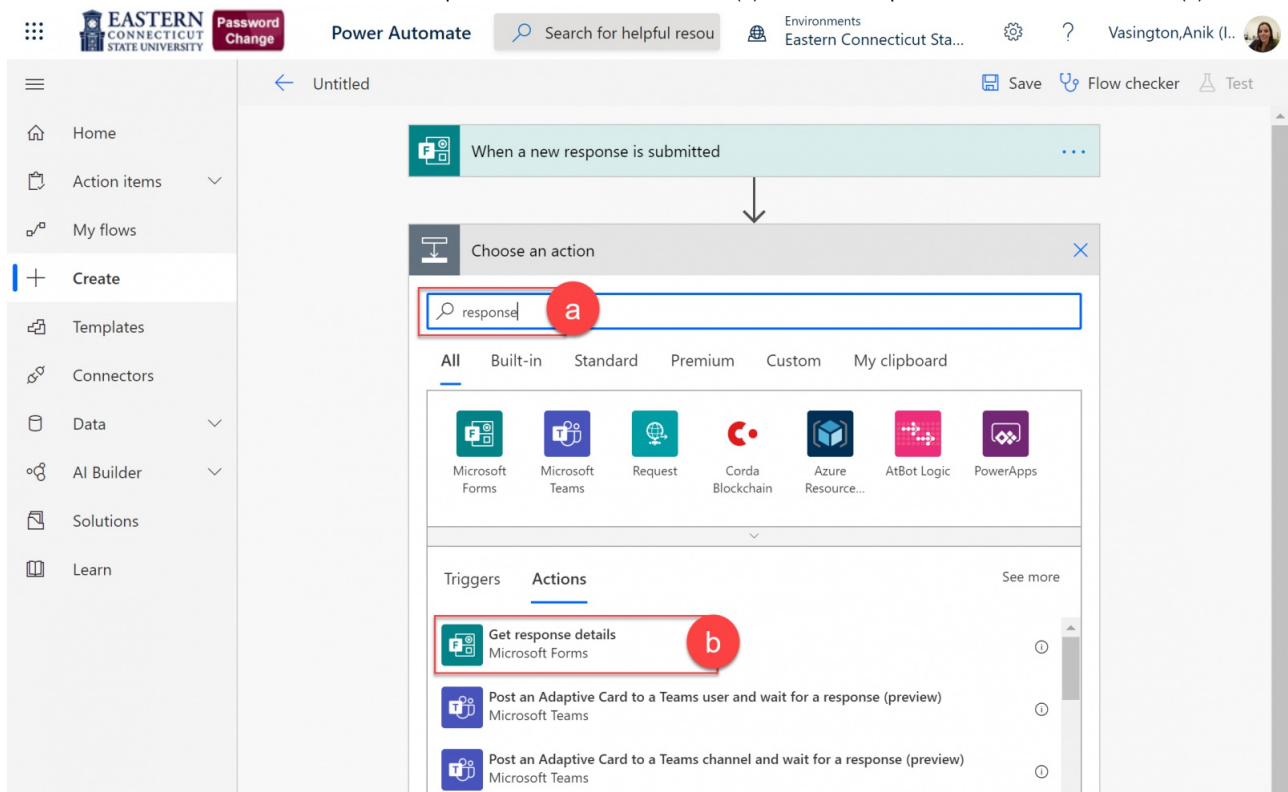 EASTERN
CONNECTICUT
STATE UNIVERSITY
Password
Change
Power Automate
Search for helpful resou
Environments
Eastern Connecticut Sta...
?
Vasington,Anik (I..
Untitled
Save
Flow checker
Test
Home
Action items
My flows
Create
Templates
Connectors
Data
AI Builder
Solutions
Learn
When a new response is submitted
...
Choose an action
response
a
All Built-in Standard Premium Custom My clipboard
Microsoft
Forms
Microsoft
Teams
Request
Corda
Blockchain
Azure
Resource...
AtBot Logic
PowerApps
Triggers Actions See more
Get response details
Microsoft Forms
b
Post an Adaptive Card to a Teams user and wait for a response (preview)
Microsoft Teams
Post an Adaptive Card to a Teams channel and wait for a response (preview)
Microsoft Teams